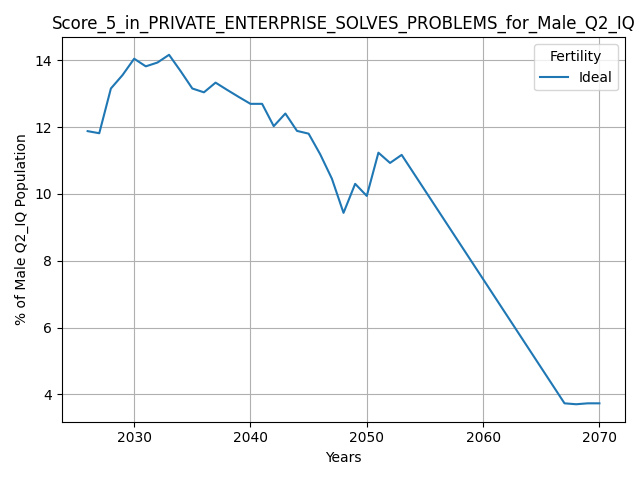 Score_5_in_PRIVATE_ENTERPRISE_SOLVES_PROBLEMS_for_Male_Q2_IQ
Fertility
Ideal
14
12
10
8
6
4
% of Male Q2_IQ Population
2030 2040 2050 2060 2070
Years